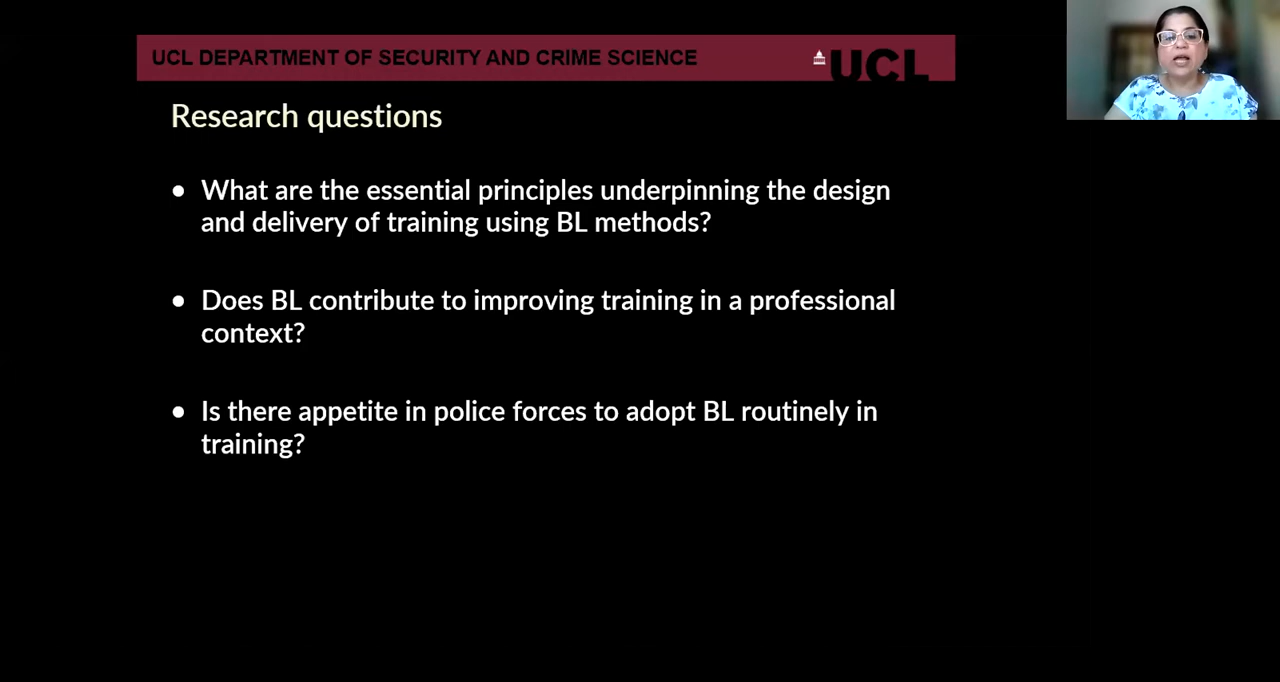 UCL DEPARTMENT OF SECURITY AND CRIME SCIENCE
UCL
Research questions
• What are the essential principles underpinning the design
and delivery of training using BL methods?
• Does BL contribute to improving training in a professional
context?
• Is there appetite in police forces to adopt BL routinely in
training?